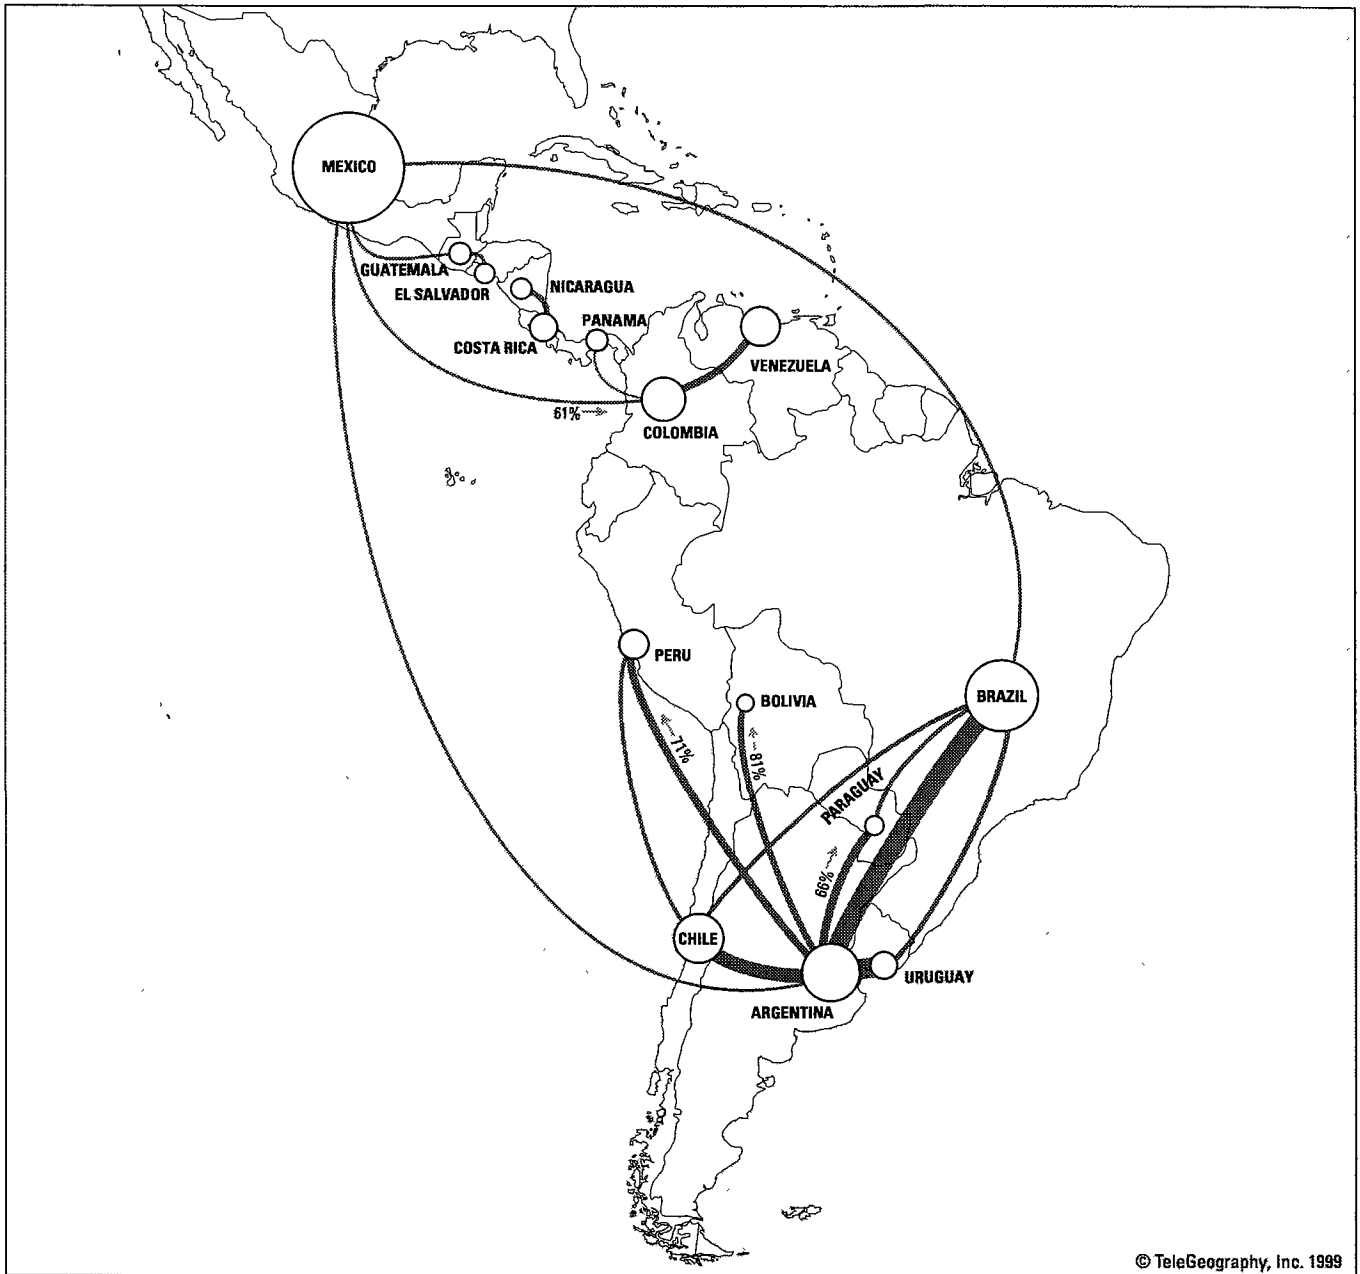 MEXICO
GUATEMALA
EL SALVADOR
NICARAGUA
COSTA RICA
PANAMA
VENEZUELA
61%
COLOMBIA
PERU
BOLIVIA
BRAZIL
71%
81%
PARAGUAY
66%
CHILE
URUGUAY
ARGENTINA
© TeleGeography, Inc. 1999